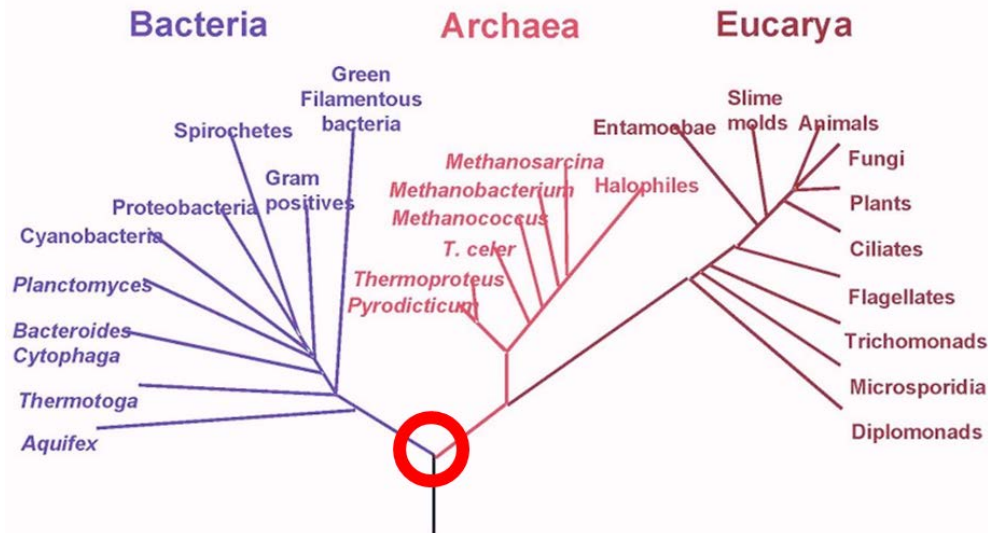 Bacteria
Archaea
Eucarya
Green
Filamentous
bacteria
Spirochetes
Gram
positives
Proteobacteria
Cyanobacteria
Planctomyces
Bacteroides
Cytophaga
Thermotoga
Aquifex
Methanosarcina
Methanobacterium
Halophiles
Methanococcus
T. celer
Thermoproteus
Pyrodicticum
Entamoebae
Slime
molds
Animals
Fungi
Plants
Ciliates
Flagellates
Trichomonads
Microsporidia
Diplomonads